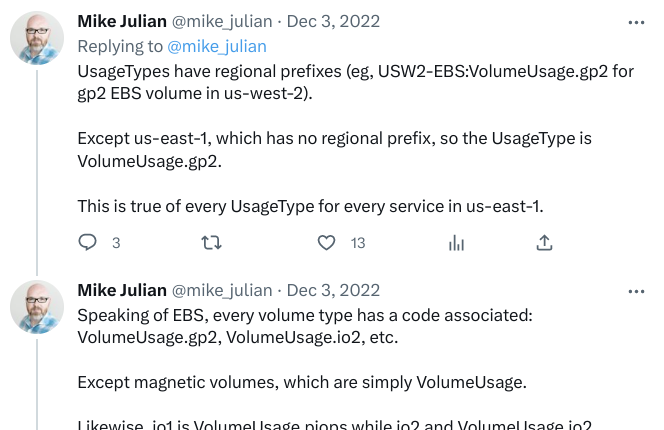 Mike Julian @mike_julian · Dec 3, 2022
Replying to @mike_julian
UsageTypes have regional prefixes (eg, USW2-EBS:VolumeUsage.gp2 for
gp2 EBS volume in us-west-2).
Except us-east-1, which has no regional prefix, so the UsageType is
VolumeUsage.gp2.
This is true of every UsageType for every service in us-east-1.
3 13
Mike Julian @mike_julian · Dec 3, 2022
Speaking of EBS, every volume type has a code associated:
VolumeUsage.gp2, VolumeUsage.io2, etc.
Except magnetic volumes, which are simply VolumeUsage.
Likewise, io1 is VolumeUsage.piops while io2 and VolumeUsage.io2